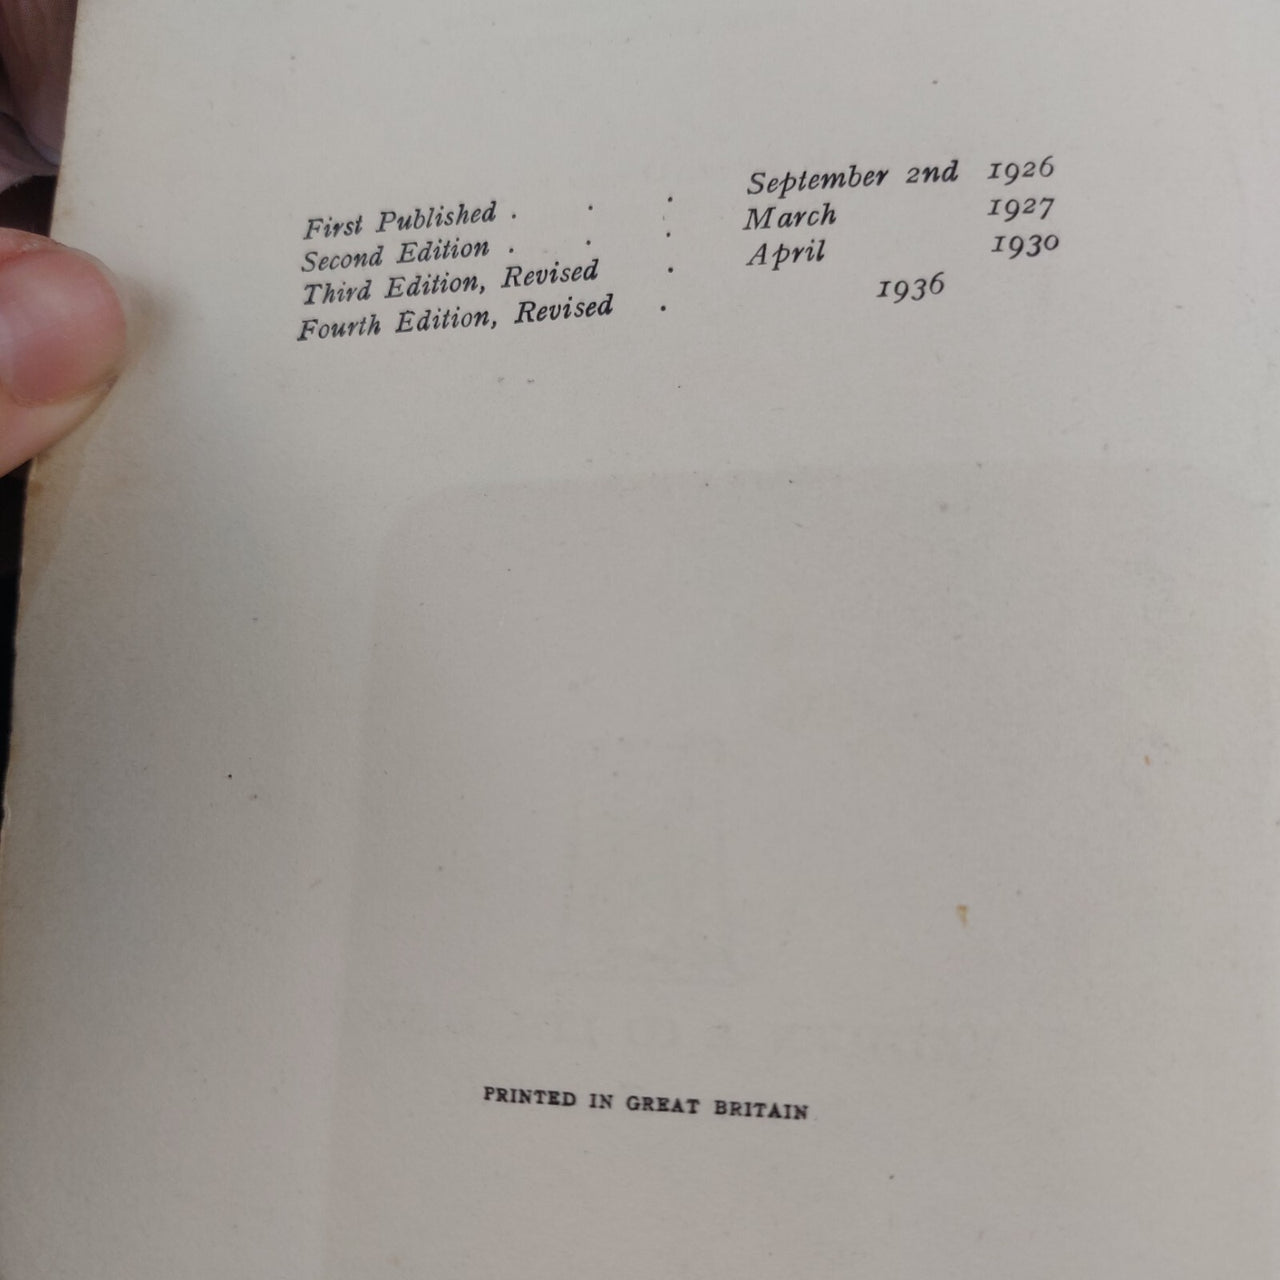 First Published . . . September 2nd 1926
Second Edition . . . March 1927
Third Edition, Revised . April 1930
Fourth Edition, Revised . 1936
PRINTED IN GREAT BRITAIN